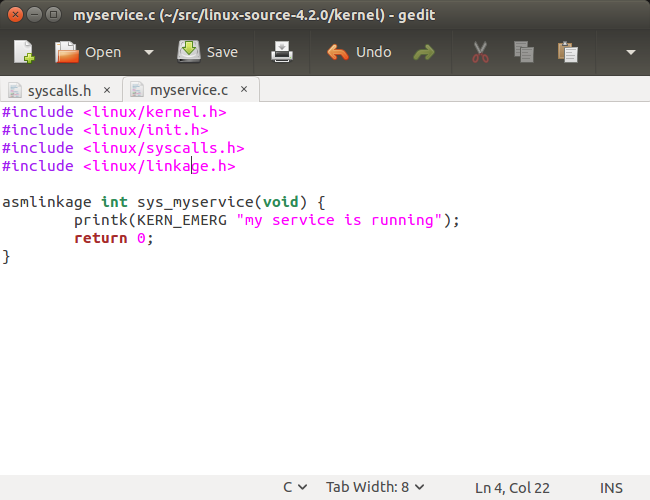 myservice.c (~/src/linux-source-4.2.0/kernel) - gedit
Open Save Undo
syscalls.h × myservice.c ×
#include <linux/kernel.h>
#include <linux/init.h>
#include <linux/syscalls.h>
#include <linux/linkage.h>
asmlinkage int sys_myservice(void) {
        printk(KERN_EMERG "my service is running");
        return 0;
}
C Tab Width: 8 Ln 4, Col 22 INS